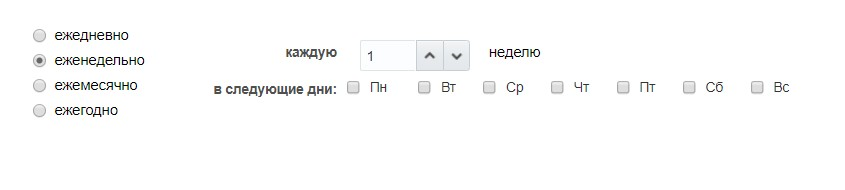 ежедневно
еженедельно
ежемесячно
ежегодно
каждую 1 неделю
в следующие дни: Пн Вт Ср Чт Пт Сб Вс